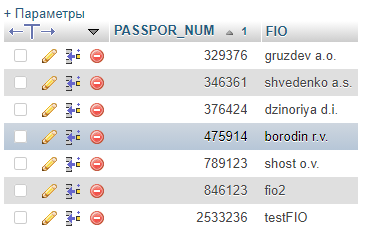 + Параметры
PASSPOR_NUM 1 FIO
329376 gruzdev a.o.
346361 shvedenko a.s.
376424 dzinoriya d.i.
475914 borodin r.v.
789123 shost o.v.
846123 fio2
2533236 testFIO